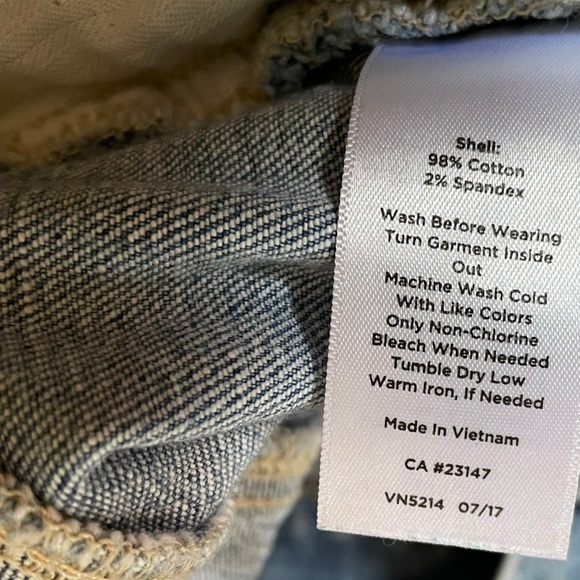 Shell:
98% Cotton
2% Spandex
Wash Before Wearing
Turn Garment Inside
Out
Machine Wash Cold
With Like Colors
Only Non-Chlorine
Bleach When Needed
Tumble Dry Low
Warm Iron, If Needed
Made In Vietnam
CA #23147
VN5214 07/17